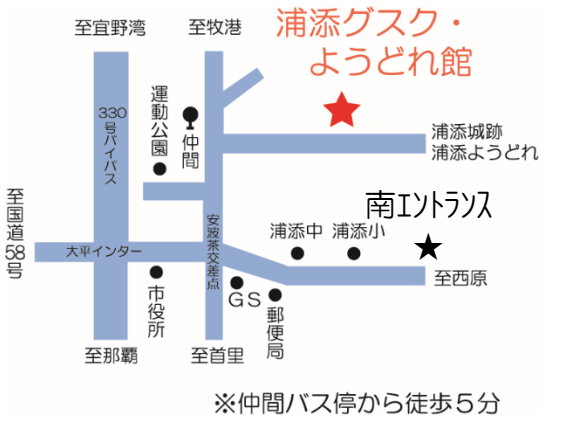 至宜野湾
至牧港
浦添グスク・
ようどれ館
330号バイパス
運動公園
仲間
浦添城跡
浦添ようどれ
至国道58号
南エントランス
安波茶交差点
浦添中
浦添小
大平インター
至西原
市役所
GS
郵便局
至那覇
至首里
※仲間バス停から徒歩5分